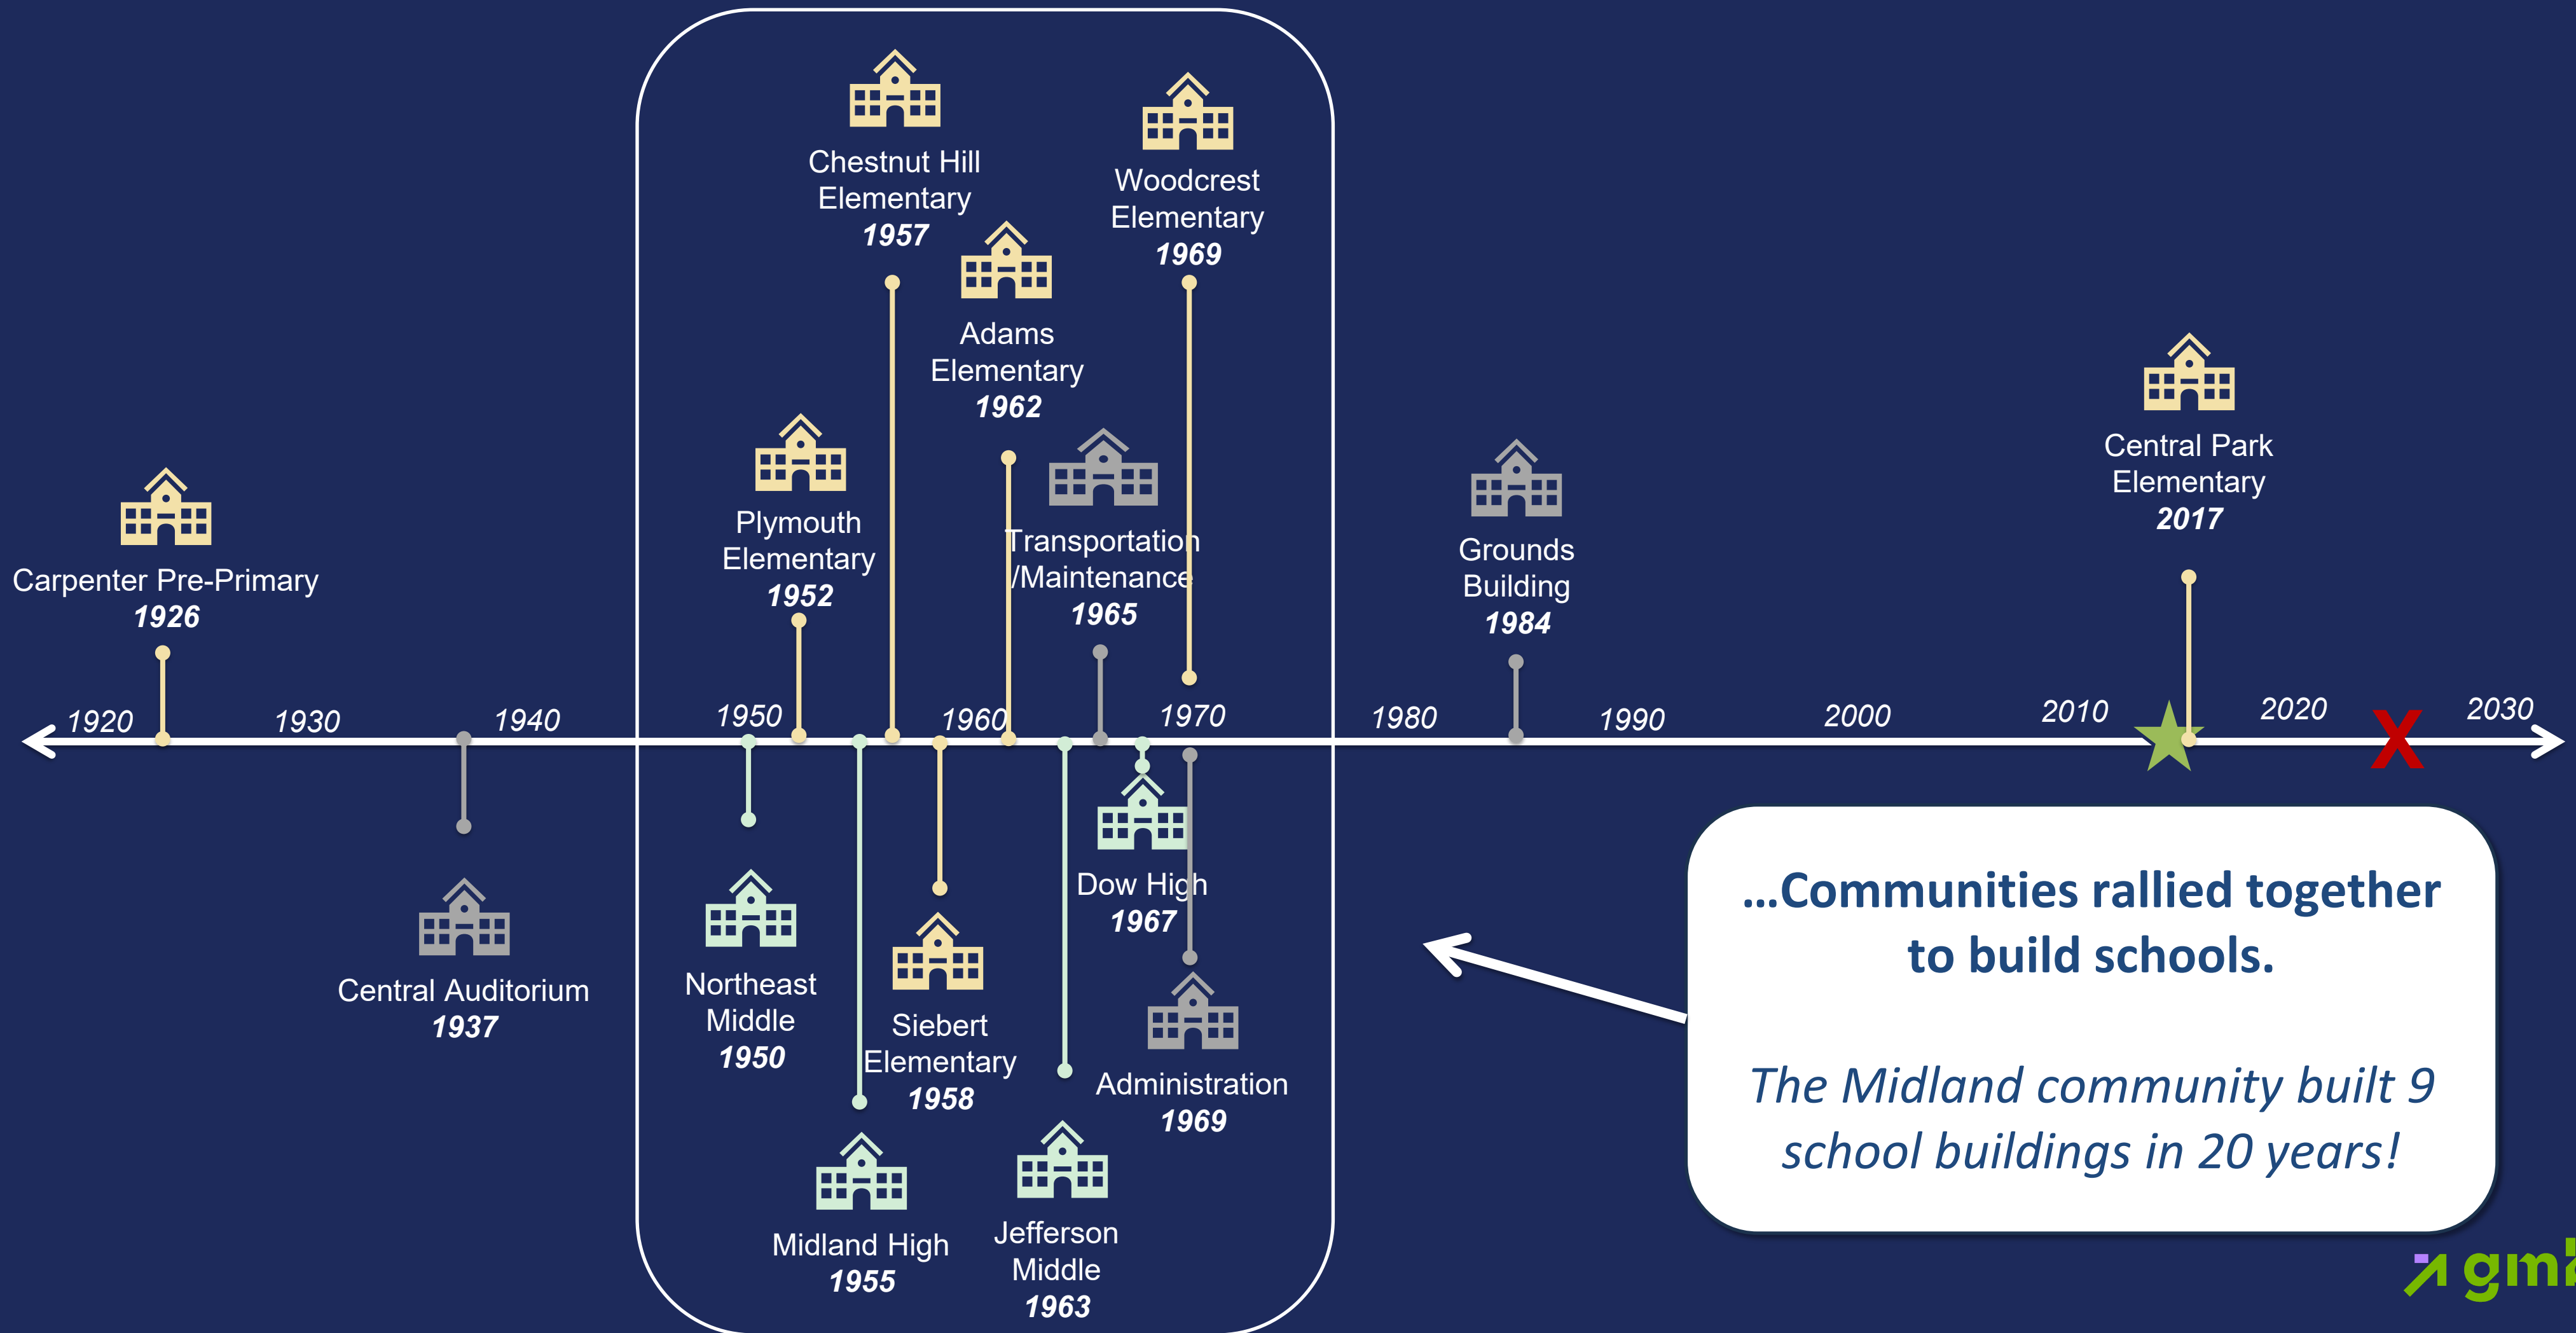 Chestnut Hill
Elementary
1957
Woodcrest
Elementary
1969
Adams
Elementary
1962
Central Park
Elementary
2017
Plymouth
Elementary
1952
Transportation
/Maintenance
1965
Grounds
Building
1984
Carpenter Pre-Primary
1926
1920
1930
1940
1950
1960
1970
1980
1990
2000
2010
2020
2030
X
Central Auditorium
1937
Northeast
Middle
1950
Siebert
Elementary
1958
Dow High
1967
Administration
1969
Midland High
1955
Jefferson
Middle
1963
...Communities rallied together
to build schools.
The Midland community built 9
school buildings in 20 years!